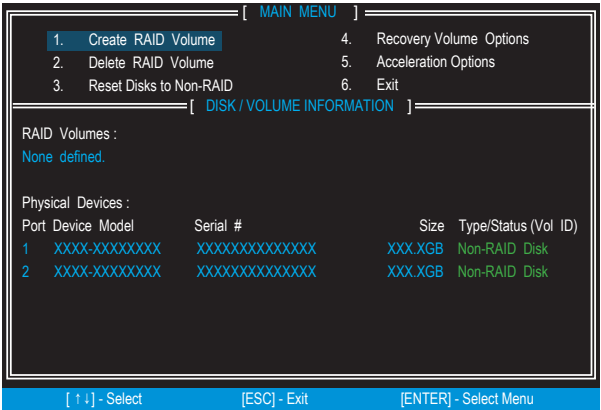 [ MAIN MENU ]
1. Create RAID Volume 4. Recovery Volume Options
2. Delete RAID Volume 5. Acceleration Options
3. Reset Disks to Non-RAID 6. Exit
[ DISK / VOLUME INFORMATION ]
RAID Volumes :
None defined.
Physical Devices :
Port Device Model Serial # Size Type/Status (Vol ID)
1 XXXX-XXXXXXXX XXXXXXXXXXXXXX XXX.XGB Non-RAID Disk
2 XXXX-XXXXXXXX XXXXXXXXXXXXXX XXX.XGB Non-RAID Disk
[ ↑↓] - Select [ESC] - Exit [ENTER] - Select Menu